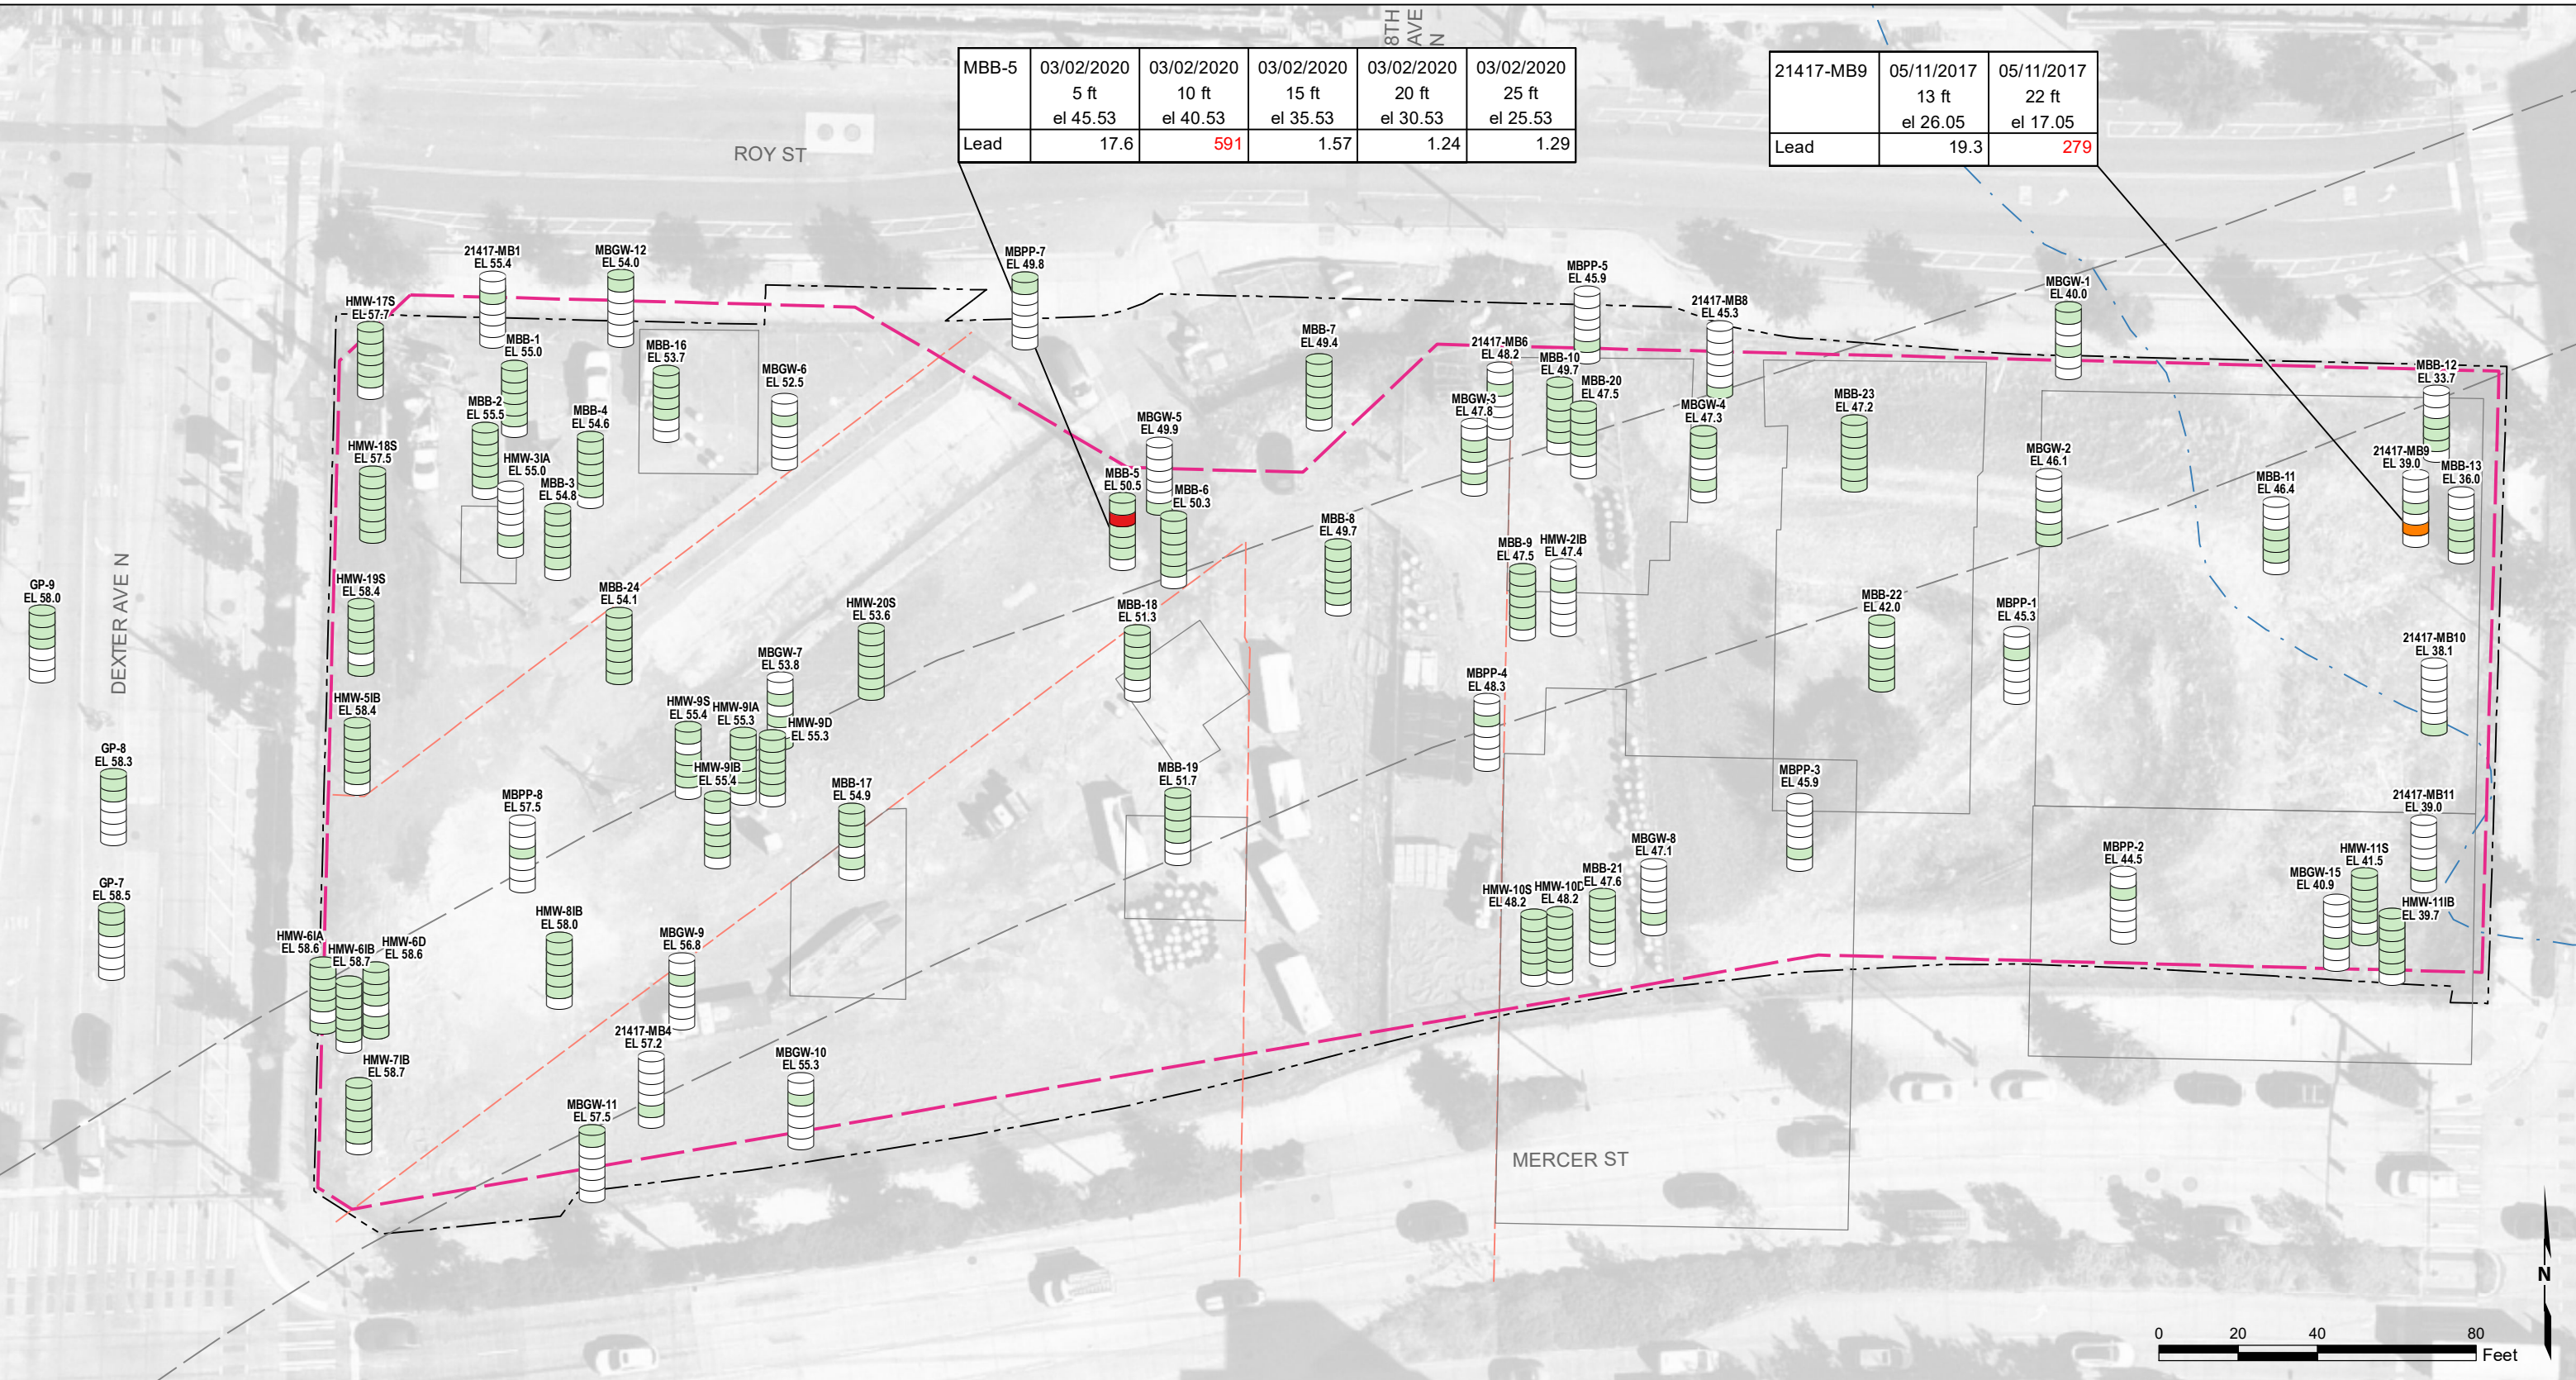 8TH
AVE
N
MBB-5 03/02/2020 03/02/2020 03/02/2020 03/02/2020 03/02/2020
5 ft 10 ft 15 ft 20 ft 25 ft
el 45.53 el 40.53 el 35.53 el 30.53 el 25.53
Lead 17.6 591 1.57 1.24 1.29
21417-MB9 05/11/2017 05/11/2017
13 ft 22 ft
el 26.05 el 17.05
Lead 19.3 279
ROY ST
21417-MB1
EL 55.4
MBGW-12
EL 54.0
MBPP-7
EL 49.8
MBPP-5
EL 45.9
MBGW-1
EL 40.0
HMW-17S
EL 57.7
21417-MB8
EL 45.3
MBB-1
EL 55.0
MBB-16
EL 53.7
MBGW-6
EL 52.5
MBB-7
EL 49.4
21417-MB6
EL 48.2
MBB-10
EL 49.7
MBB-20
EL 47.5
MBB-12
EL 33.7
MBB-2
EL 55.5
MBB-4
EL 54.6
MBGW-5
EL 49.9
MBGW-3
EL 47.8
MBGW-4
EL 47.3
MBB-23
EL 47.2
HMW-18S
EL 57.5
HMW-3IA
EL 55.0
MBB-3
EL 54.8
MBB-5
EL 50.5
MBB-6
EL 50.3
MBGW-2
EL 46.1
MBB-11
EL 46.4
21417-MB9
EL 39.0
MBB-13
EL 36.0
MBB-8
EL 49.7
MBB-9
EL 47.5
HMW-2IB
EL 47.4
GP-9
EL 58.0
DEXTER AVE N
HMW-19S
EL 58.4
MBB-24
EL 54.1
HMW-20S
EL 53.6
MBB-18
EL 51.3
MBB-22
EL 42.0
MBPP-1
EL 45.3
21417-MB10
EL 38.1
HMW-5IB
EL 58.4
MBGW-7
EL 53.8
HMW-9S
EL 55.4
HMW-9IA
EL 55.3
HMW-9D
EL 55.3
MBPP-4
EL 48.3
GP-8
EL 58.3
HMW-9IB
EL 55.4
MBPP-8
EL 57.5
MBB-17
EL 54.9
MBB-19
EL 51.7
MBPP-3
EL 45.9
21417-MB11
EL 39.0
GP-7
EL 58.5
HMW-8IB
EL 58.0
MBGW-8
EL 47.1
MBB-21
EL 47.6
HMW-10S
EL 48.2
HMW-10D
EL 48.2
MBPP-2
EL 44.5
HMW-11S
EL 41.5
MBGW-15
EL 40.9
HMW-11IB
EL 39.7
HMW-6IA
EL 58.6
HMW-6IB
EL 58.7
HMW-6D
EL 58.6
MBGW-9
EL 56.8
21417-MB4
EL 57.2
HMW-7IB
EL 58.7
MBGW-10
EL 55.3
MBGW-11
EL 57.5
MERCER ST
N
0 20 40 80
Feet